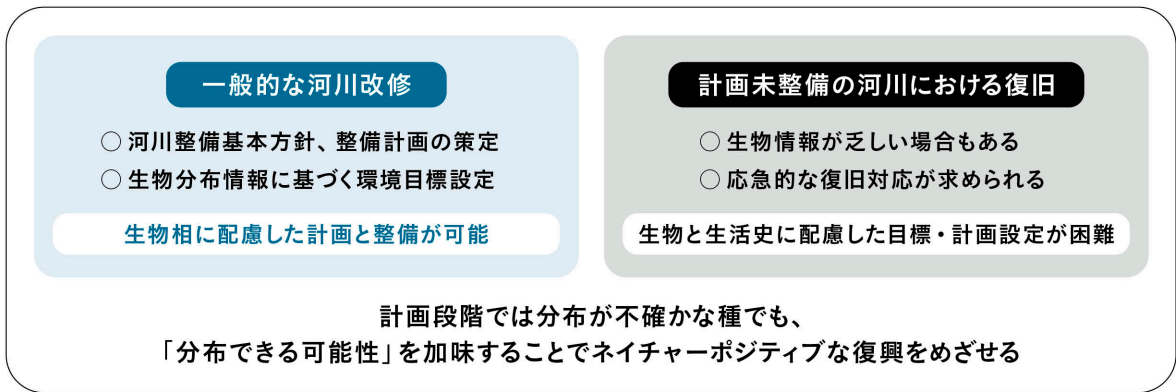 一般的な河川改修
○ 河川整備基本方針、整備計画の策定
○ 生物分布情報に基づく環境目標設定
生物相に配慮した計画と整備が可能
計画未整備の河川における復旧
○ 生物情報が乏しい場合もある
○ 応急的な復旧対応が求められる
生物と生活史に配慮した目標・計画設定が困難
計画段階では分布が不確かな種でも、
「分布できる可能性」を加味することでネイチャーポジティブな復興をめざせる